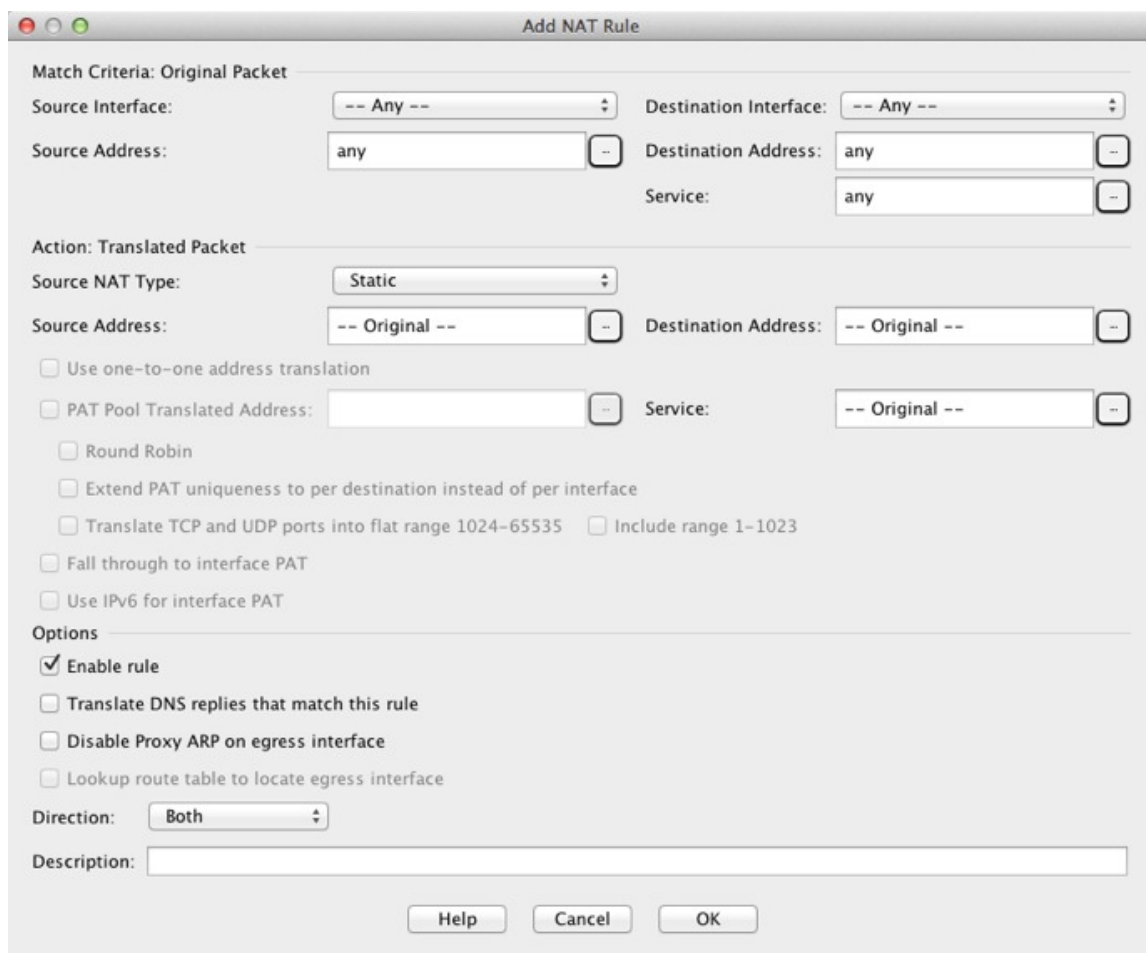 Add NAT Rule
Match Criteria: Original Packet
Source Interface: -- Any -- Destination Interface: -- Any --
Source Address: any ... Destination Address: any ...
Service: any ...
Action: Translated Packet
Source NAT Type: Static
Source Address: -- Original -- ... Destination Address: -- Original -- ...
Use one-to-one address translation
PAT Pool Translated Address: ... Service: -- Original -- ...
Round Robin
Extend PAT uniqueness to per destination instead of per interface
Translate TCP and UDP ports into flat range 1024-65535 Include range 1-1023
Fall through to interface PAT
Use IPv6 for interface PAT
Options
Enable rule
Translate DNS replies that match this rule
Disable Proxy ARP on egress interface
Lookup route table to locate egress interface
Direction: Both
Description:
Help Cancel OK